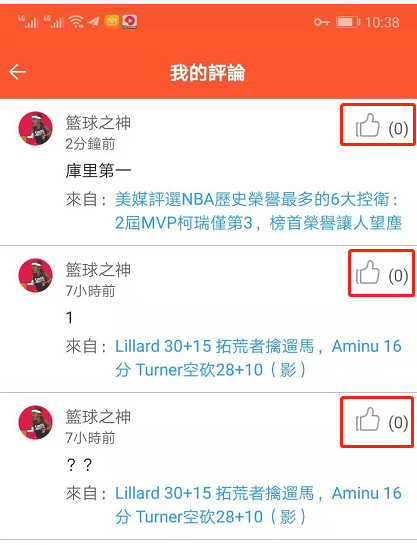 4G 4G 10:38
我的評論
籃球之神 (0)
2分鐘前
庫里第一
來自：美媒評選NBA歷史榮譽最多的6大控衛：
2屆MVP柯瑞僅第3，榜首榮譽讓人望塵
籃球之神 (0)
7小時前
1
來自：Lillard 30+15 拓荒者擒暹馬，Aminu 16
分 Turner空砍28+10（影）
籃球之神 (0)
7小時前
？？
來自：Lillard 30+15 拓荒者擒暹馬，Aminu 16
分 Turner空砍28+10（影）